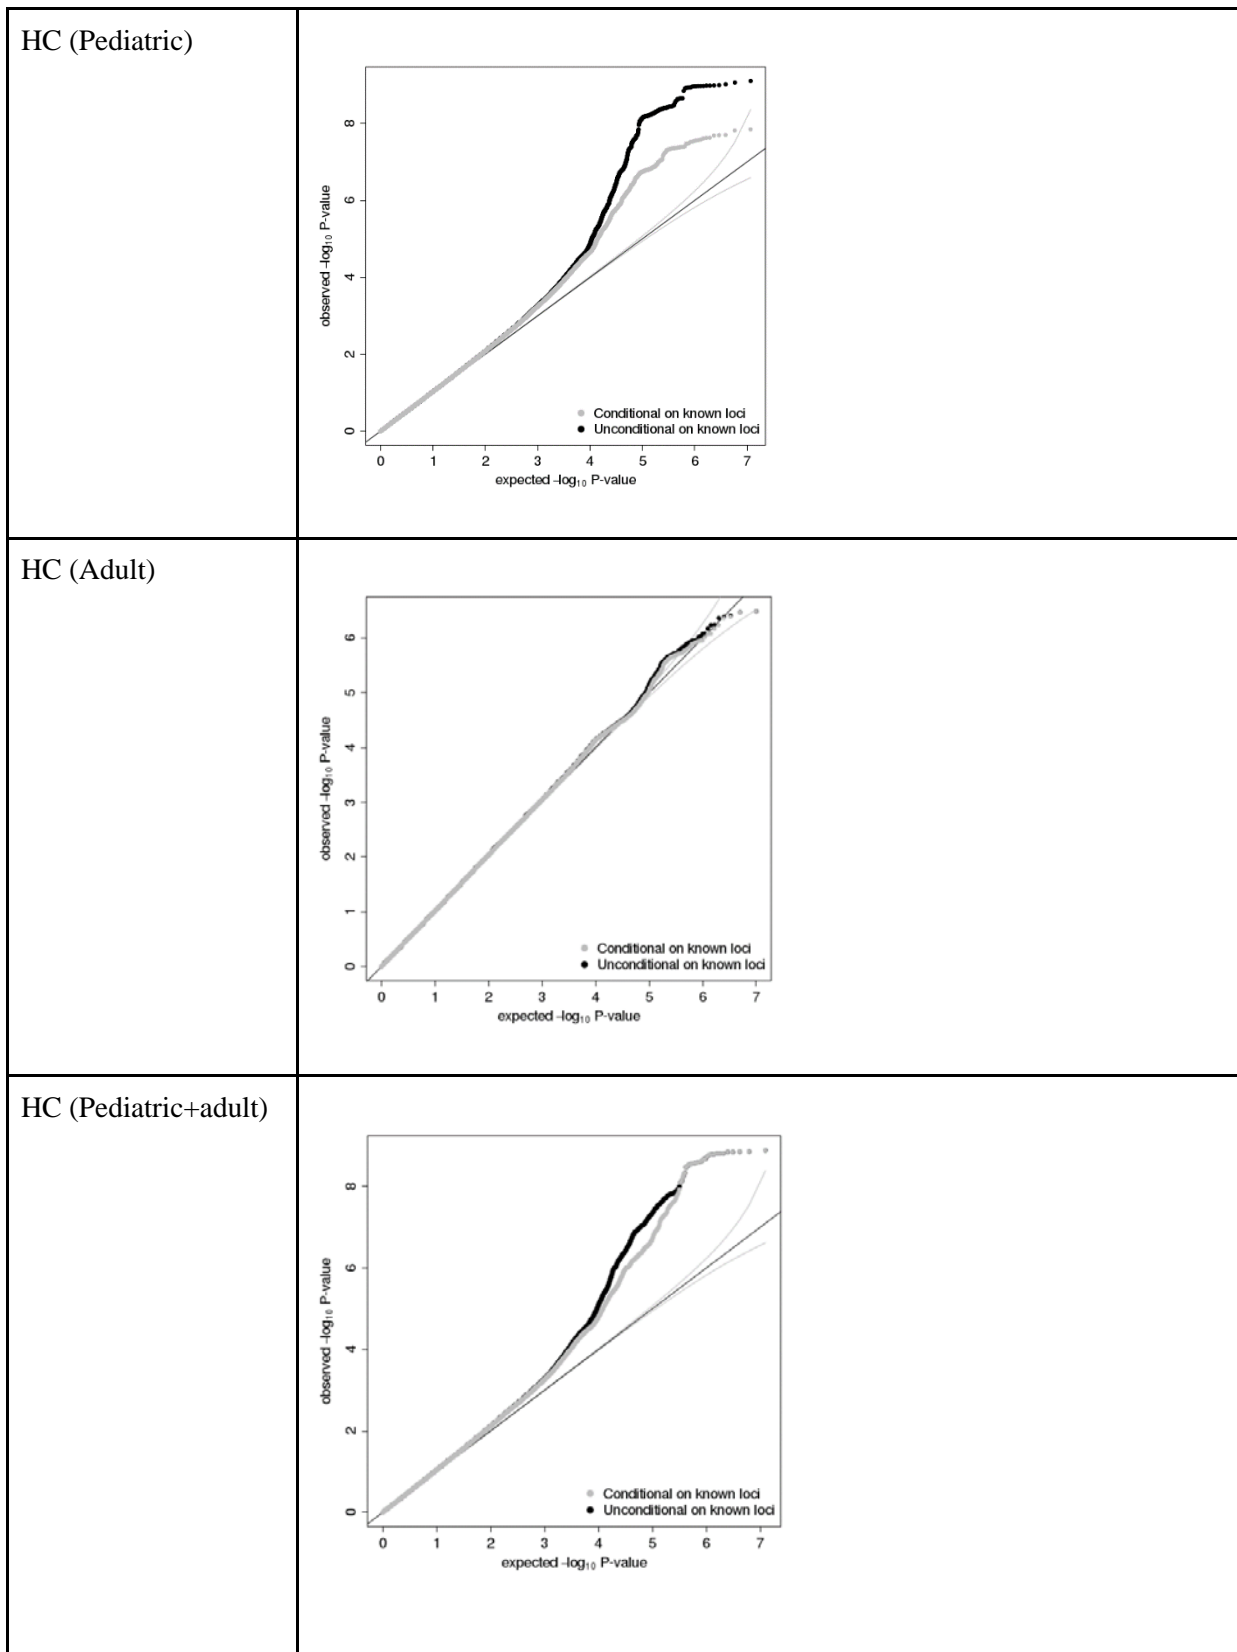 HC (Pediatric)
observed -log10 P-value
8
6
4
2
0
Conditional on known loci
Unconditional on known loci
0 1 2 3 4 5 6 7
expected -log10 P-value
HC (Adult)
observed -log10 P-value
6
5
4
3
2
1
0
Conditional on known loci
Unconditional on known loci
0 1 2 3 4 5 6 7
expected -log10 P-value
HC (Pediatric+adult)
observed -log10 P-value
8
6
4
2
0
Conditional on known loci
Unconditional on known loci
0 1 2 3 4 5 6 7
expected -log10 P-value